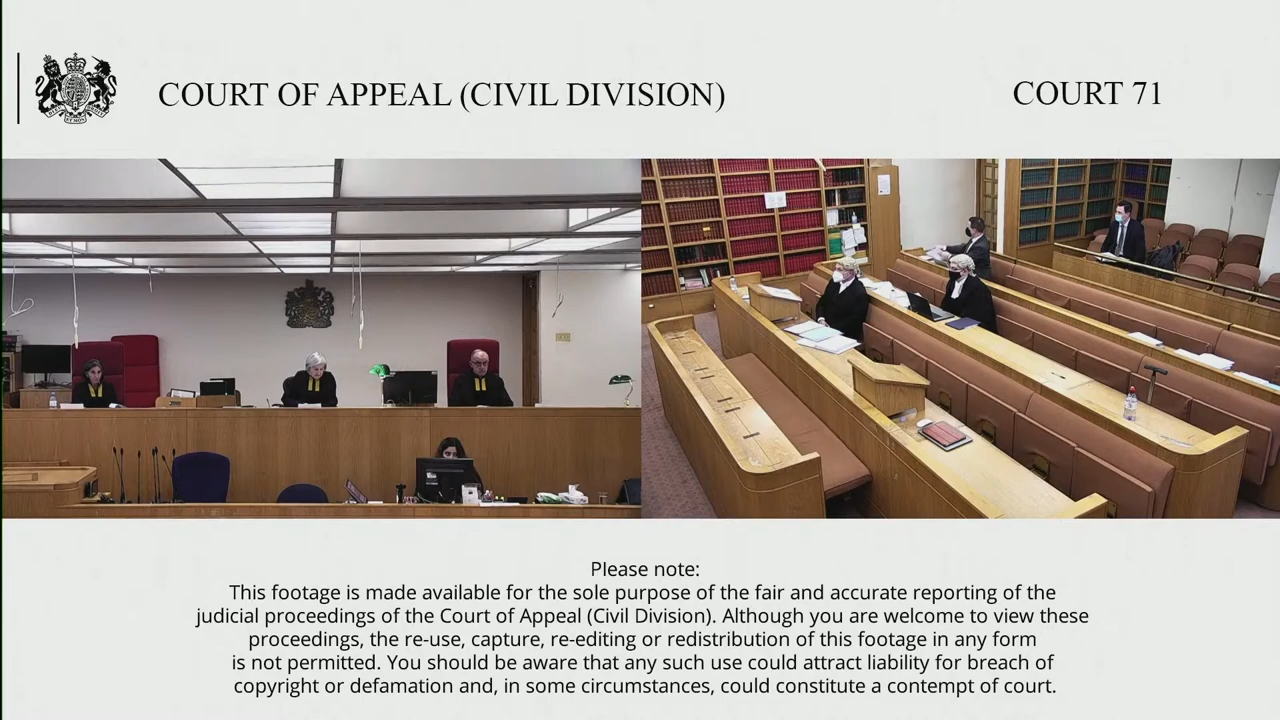 COURT OF APPEAL (CIVIL DIVISION)
COURT 71
Please note:
This footage is made available for the sole purpose of the fair and accurate reporting of the
judicial proceedings of the Court of Appeal (Civil Division). Although you are welcome to view these
proceedings, the re-use, capture, re-editing or redistribution of this footage in any form
is not permitted. You should be aware that any such use could attract liability for breach of
copyright or defamation and, in some circumstances, could constitute a contempt of court.